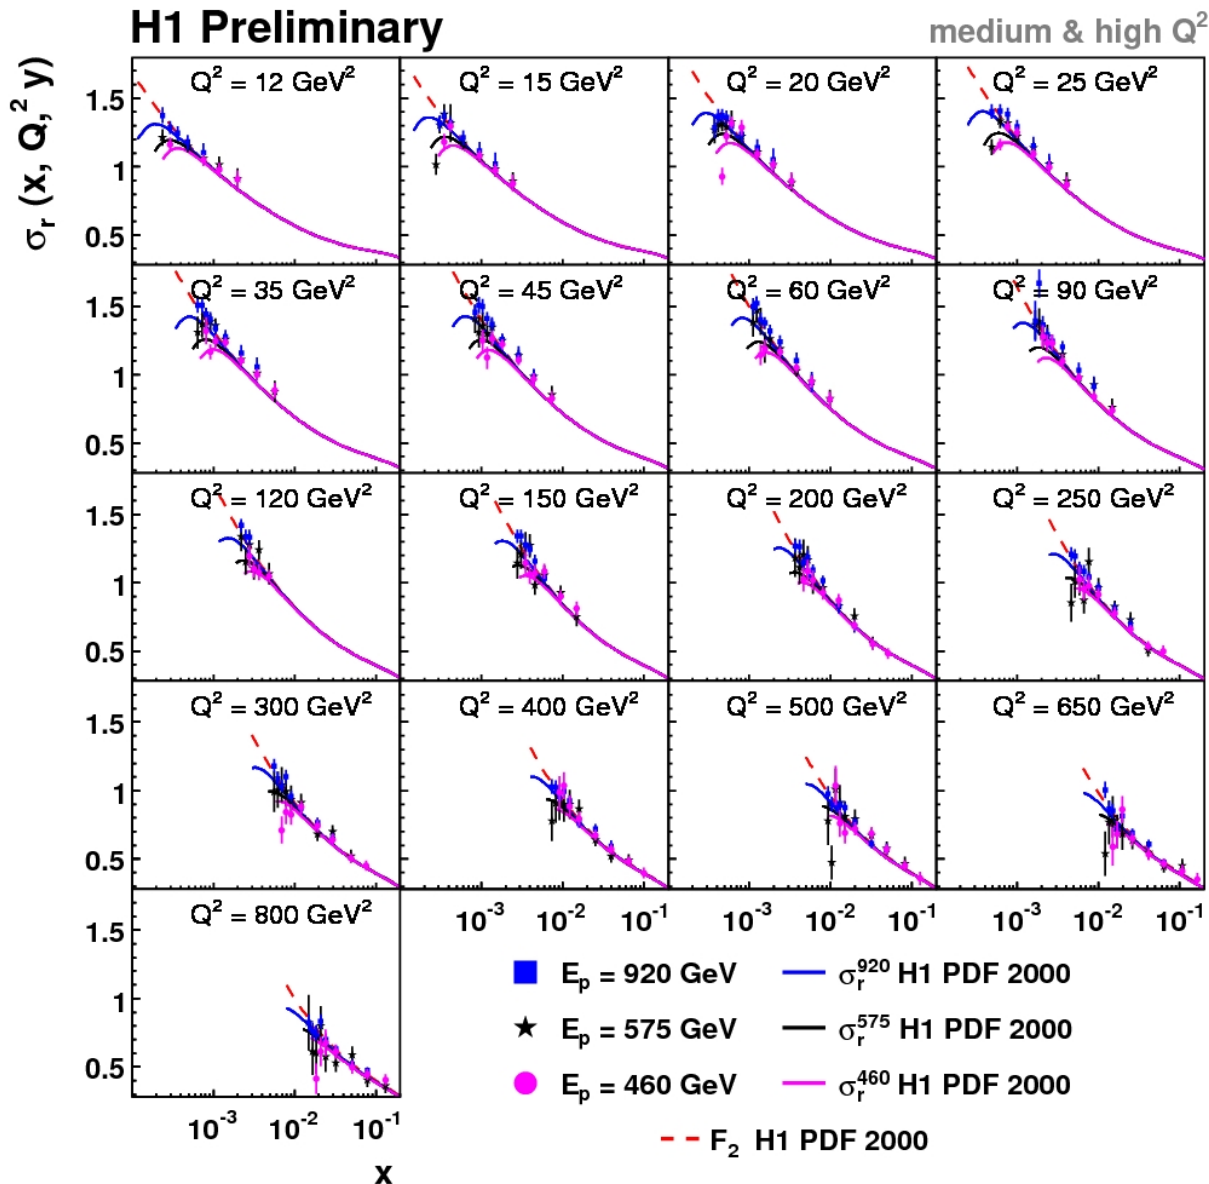 H1 Preliminary
medium & high Q²
σᵣ (x, Q,² y)
Q² = 12 GeV²
Q² = 15 GeV²
Q² = 20 GeV²
Q² = 25 GeV²
1.5
1
0.5
Q² = 35 GeV²
Q² = 45 GeV²
Q² = 60 GeV²
Q² = 90 GeV²
1.5
1
0.5
Q² = 120 GeV²
Q² = 150 GeV²
Q² = 200 GeV²
Q² = 250 GeV²
1.5
1
0.5
Q² = 300 GeV²
Q² = 400 GeV²
Q² = 500 GeV²
Q² = 650 GeV²
1.5
1
0.5
Q² = 800 GeV²
10⁻³ 10⁻² 10⁻¹
10⁻³ 10⁻² 10⁻¹
10⁻³ 10⁻² 10⁻¹
1.5
1
0.5
10⁻³ 10⁻² 10⁻¹
x
Eₚ = 920 GeV
σᵣ⁹²⁰ H1 PDF 2000
Eₚ = 575 GeV
σᵣ⁵⁷⁵ H1 PDF 2000
Eₚ = 460 GeV
σᵣ⁴⁶⁰ H1 PDF 2000
F₂ H1 PDF 2000